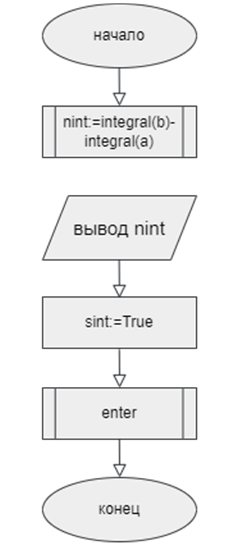 начало
nint:=integral(b)-
integral(a)
вывод nint
sint:=True
enter
конец